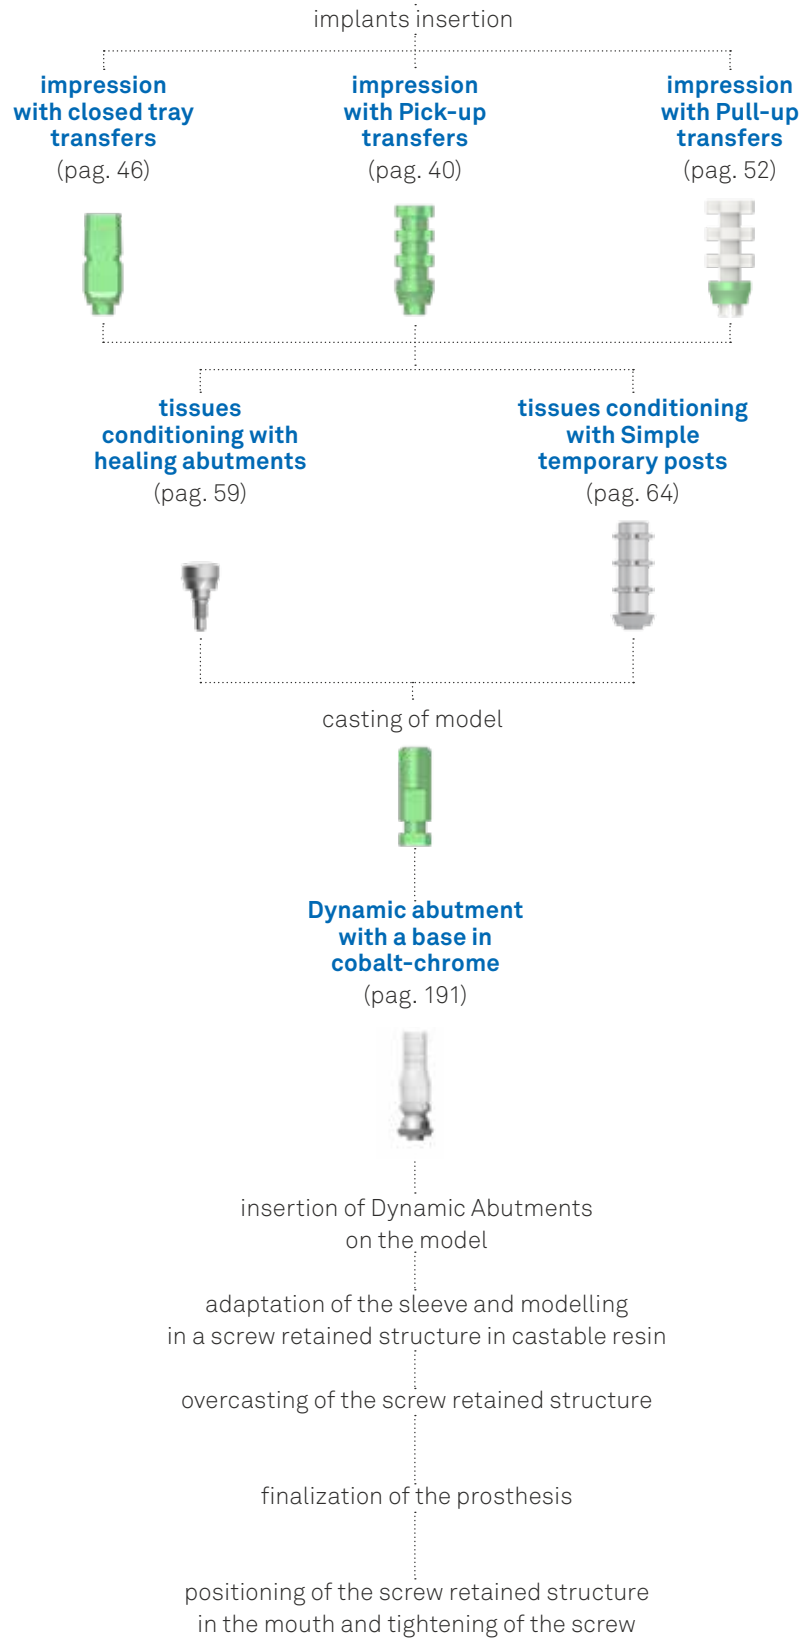 implants insertion
impression
with closed tray
transfers
(pag. 46)
impression
with Pick-up
transfers
(pag. 40)
impression
with Pull-up
transfers
(pag. 52)
tissues
conditioning with
healing abutments
(pag. 59)
tissues conditioning
with Simple
temporary posts
(pag. 64)
casting of model
Dynamic abutment
with a base in
cobalt-chrome
(pag. 191)
insertion of Dynamic Abutments
on the model
adaptation of the sleeve and modelling
in a screw retained structure in castable resin
overcasting of the screw retained structure
finalization of the prosthesis
positioning of the screw retained structure
in the mouth and tightening of the screw